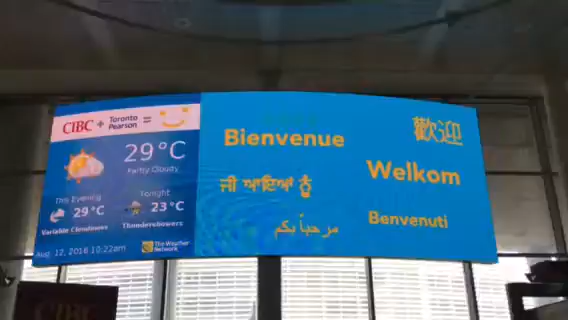 CIBC + Toronto Pearson =
29°C
Partly Cloudy
This Evening
29°C
Variable Cloudiness
Tonight
23°C
Thundershowers
Aug. 12, 2016 10:22am
The Weather Network
Bienvenue
歡迎
Welkom
ਜੀ ਆਇਆਂ ਨੂੰ
مرحباً بكم
Benvenuti
CIBC